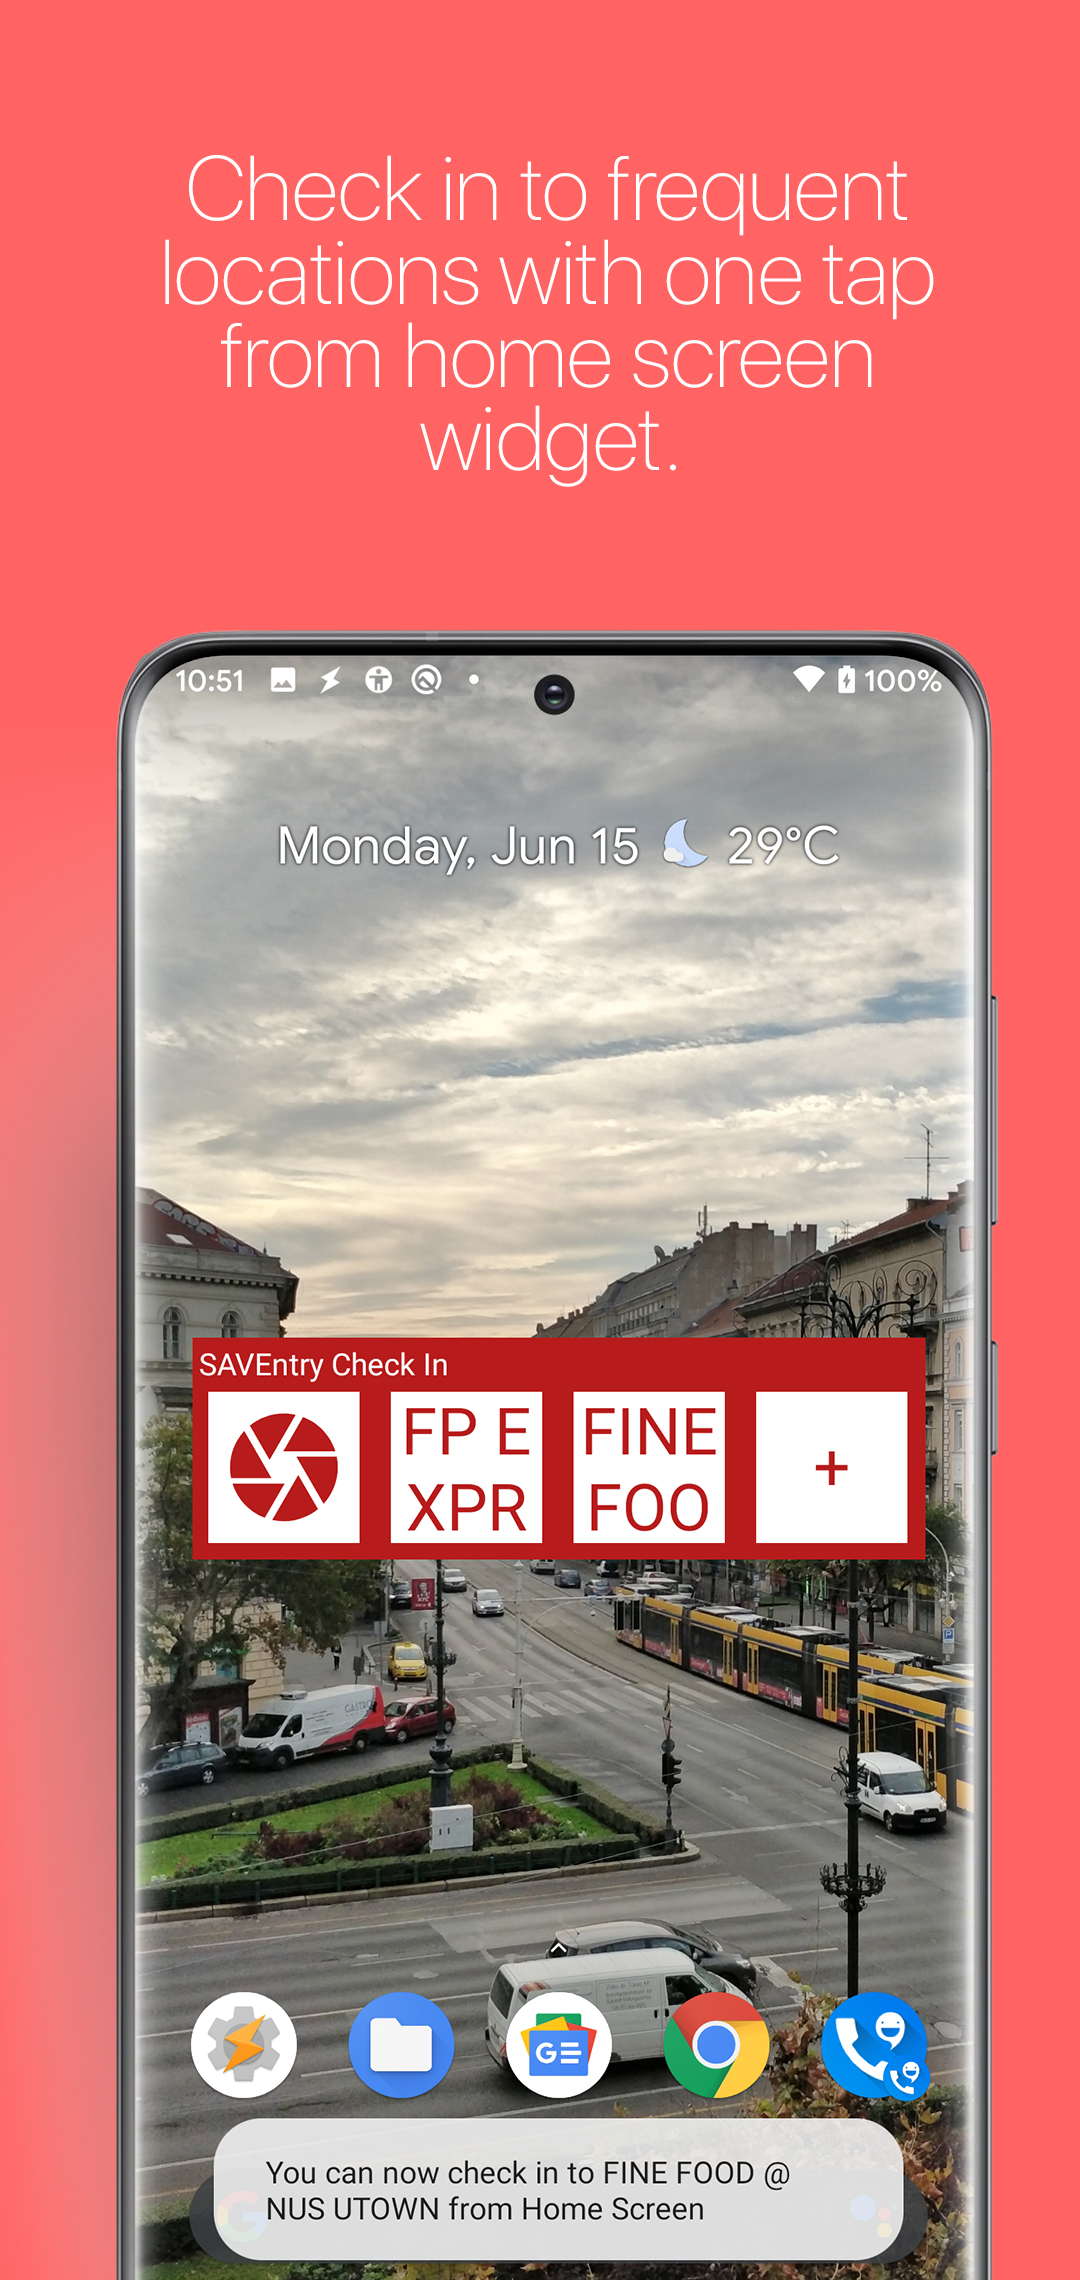 Check in to frequent
locations with one tap
from home screen
widget.
10:51
100%
Monday, Jun 15 29°C
SAVEntry Check In
FP E
XPR
FINE
FOO
+
KFC
GE
You can now check in to FINE FOOD @
NUS UTOWN from Home Screen